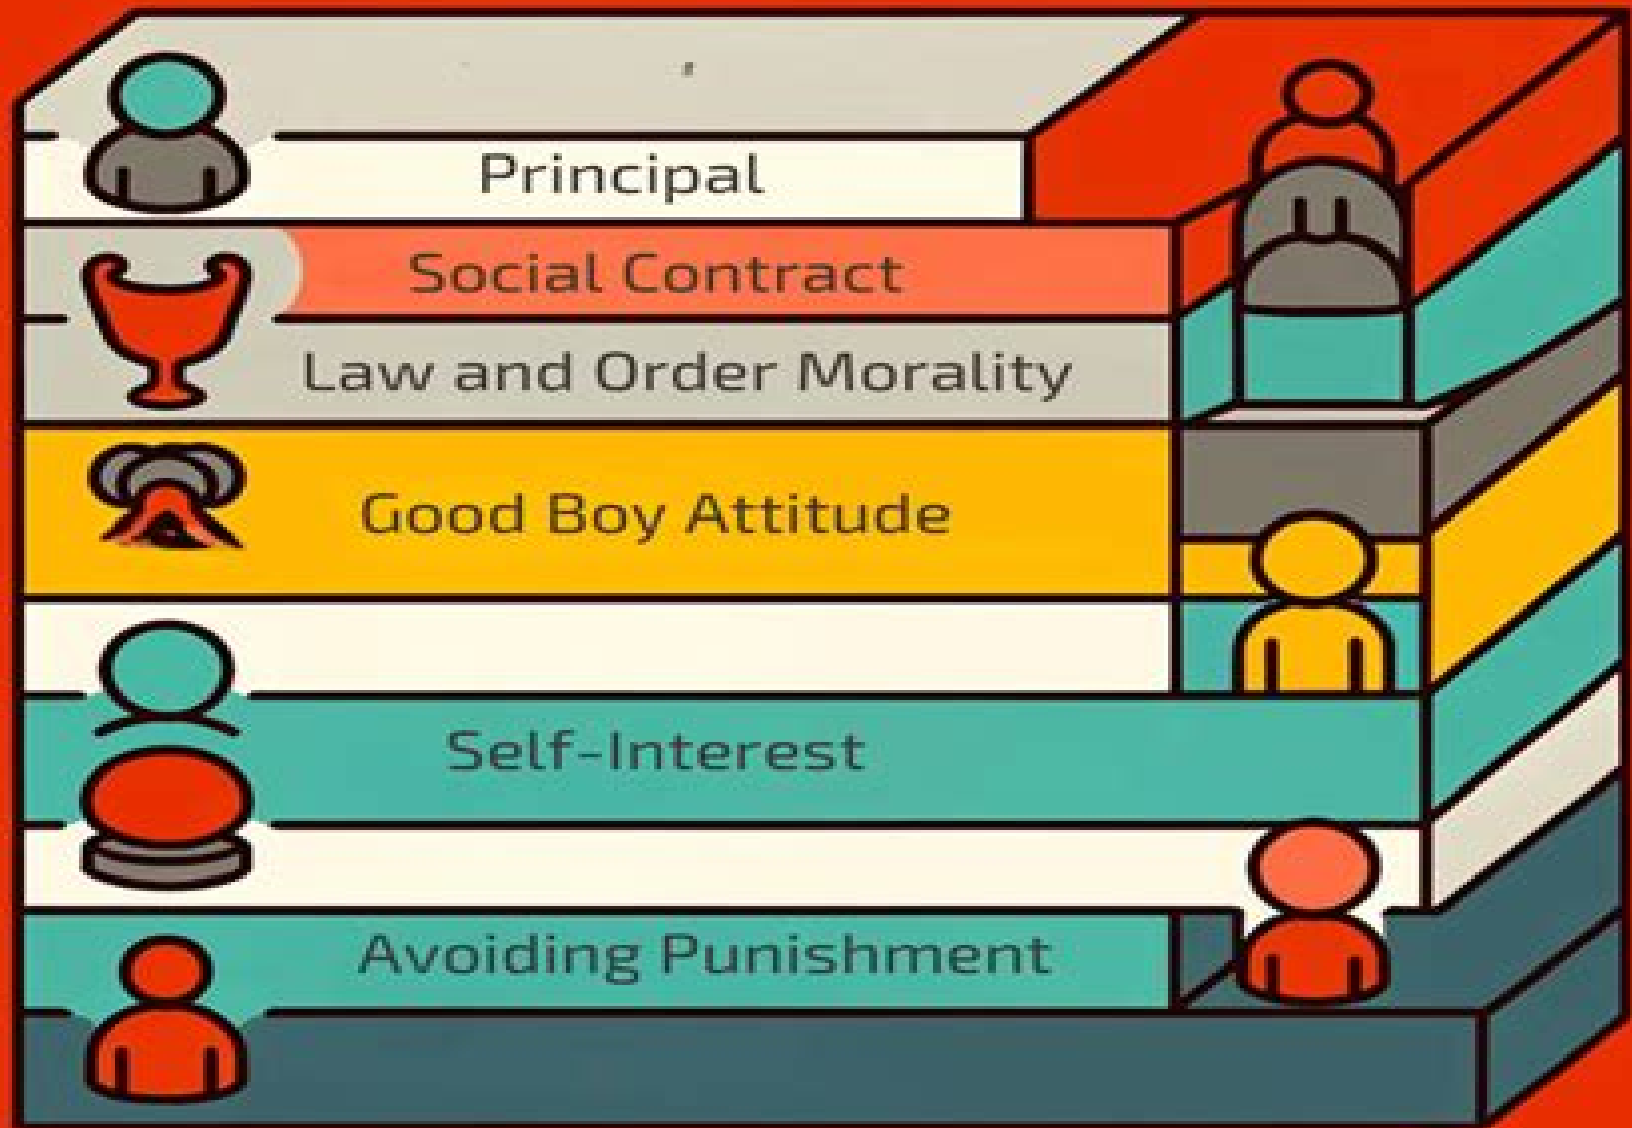 Principal
Social Contract
Law and Order Morality
Good Boy Attitude
Self-Interest
Avoiding Punishment